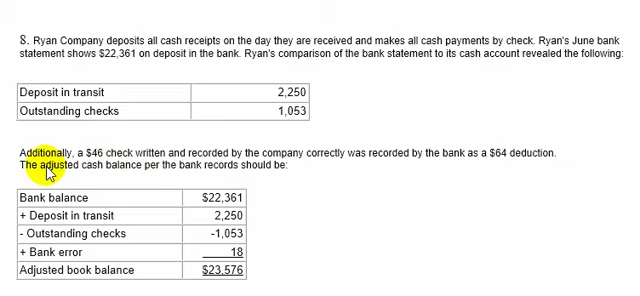 8. Ryan Company deposits all cash receipts on the day they are received and makes all cash payments by check. Ryan's June bank
statement shows $22,361 on deposit in the bank. Ryan's comparison of the bank statement to its cash account revealed the following:
Deposit in transit 2,250
Outstanding checks 1,053
Additionally, a $46 check written and recorded by the company correctly was recorded by the bank as a $64 deduction.
The adjusted cash balance per the bank records should be:
Bank balance $22,361
+ Deposit in transit 2,250
- Outstanding checks -1,053
+ Bank error 18
Adjusted book balance $23,576